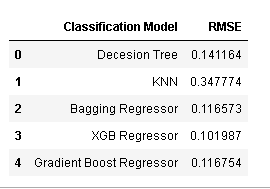 Classification Model RMSE
0 Decesion Tree 0.141164
1 KNN 0.347774
2 Bagging Regressor 0.116573
3 XGB Regressor 0.101987
4 Gradient Boost Regressor 0.116754